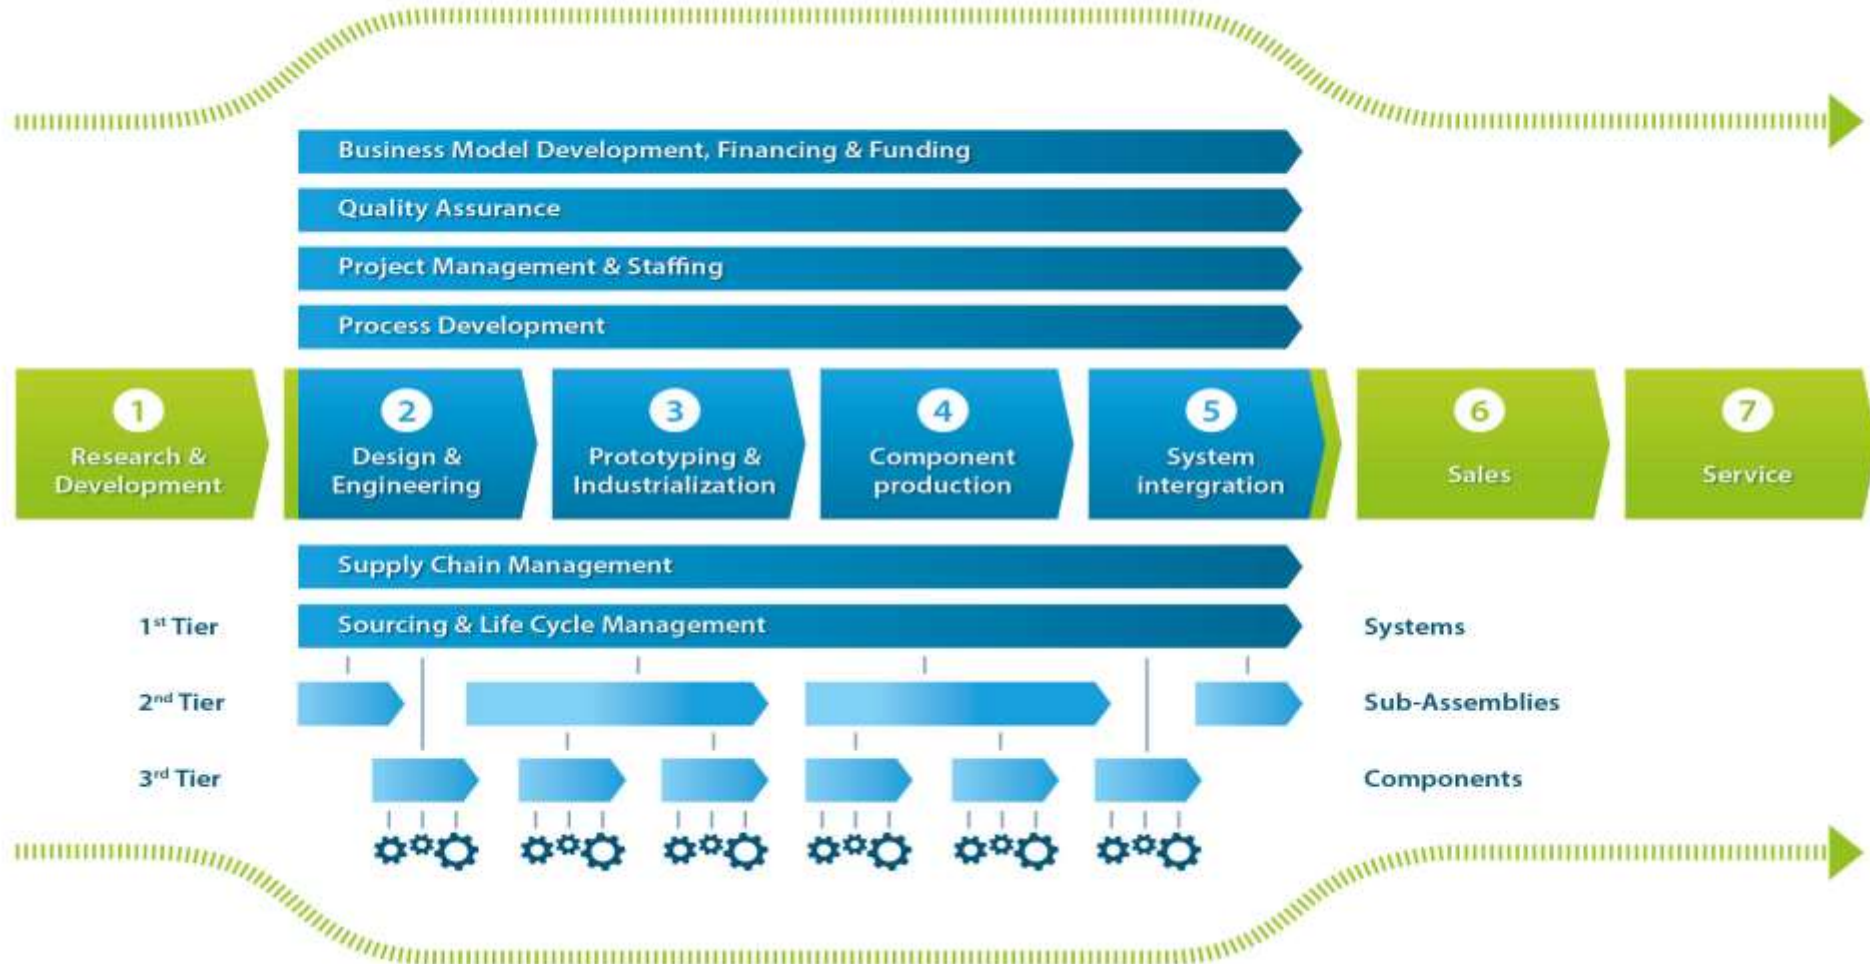 Business Model Development, Financing & Funding
Quality Assurance
Project Management & Staffing
Process Development
1
Research &
Development
2
Design &
Engineering
3
Prototyping &
Industrialization
4
Component
production
5
System
intergration
6
Sales
7
Service
Supply Chain Management
1st Tier
Sourcing & Life Cycle Management
Systems
2nd Tier
Sub-Assemblies
3rd Tier
Components